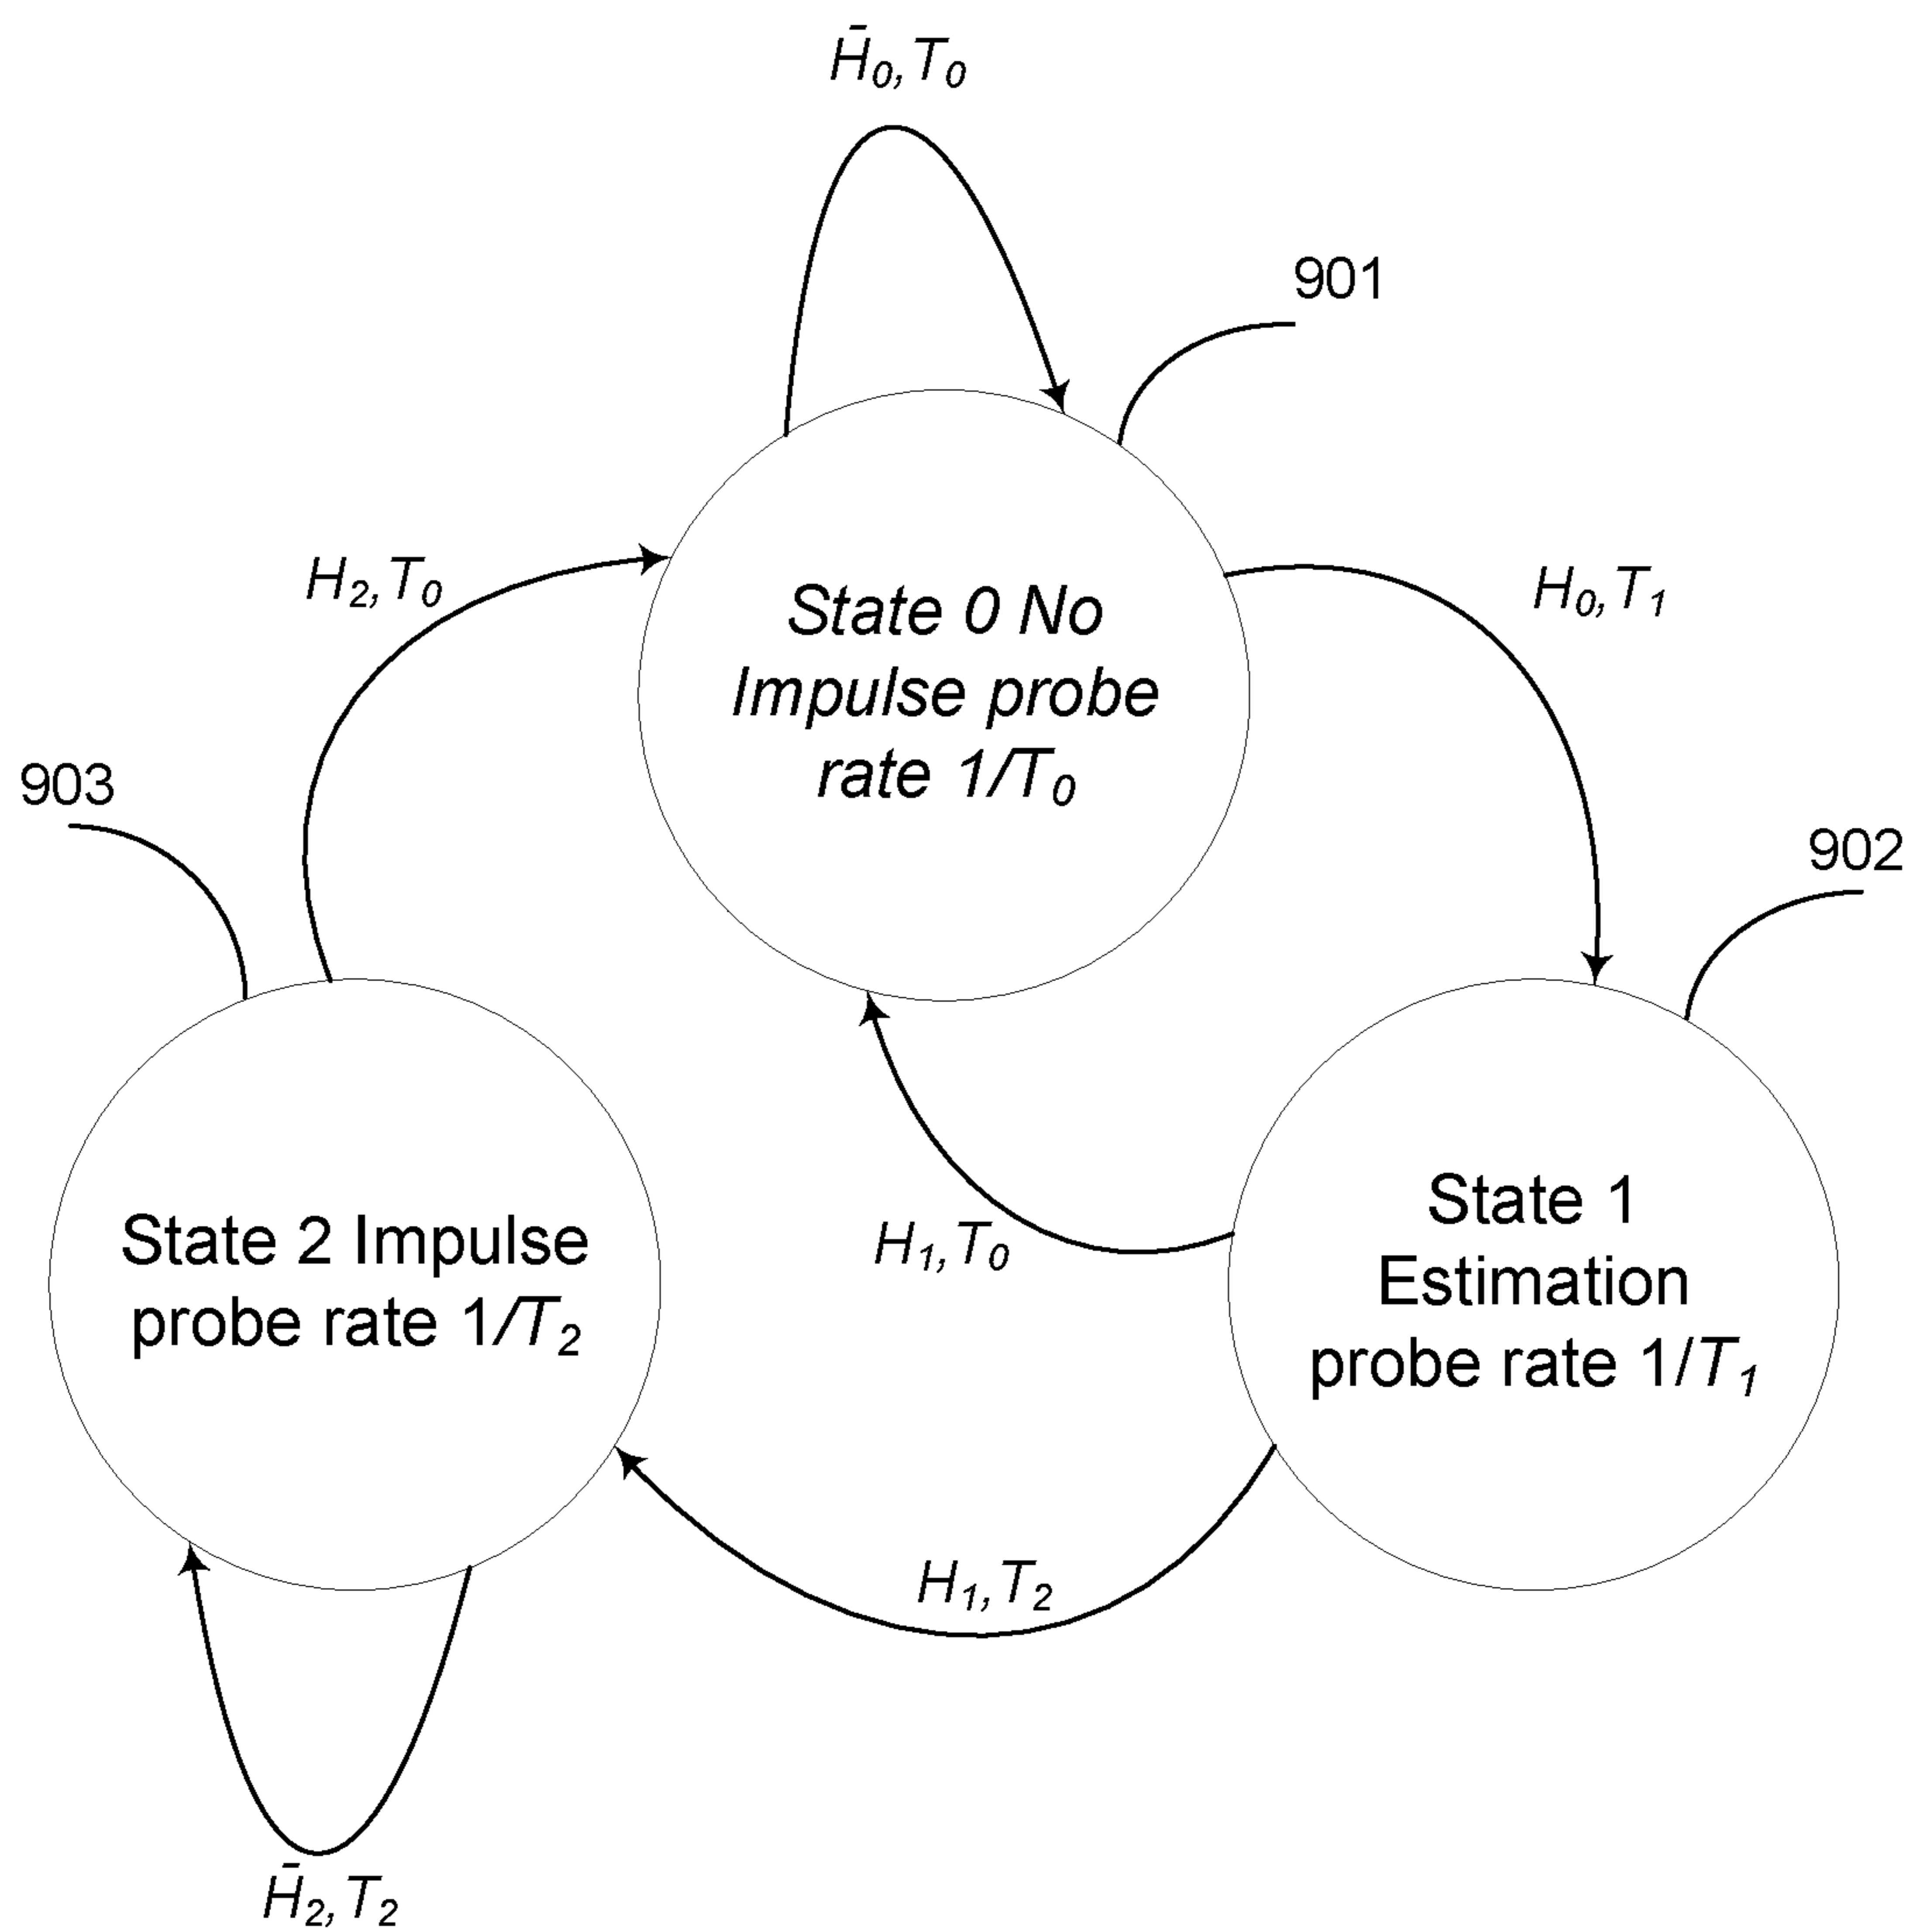 H̄₀,T₀
901
H₂,T₀
H₀,T₁
State 0 No
Impulse probe
rate 1/T₀
903
902
State 1
Estimation
probe rate 1/T₁
H₁,T₀
State 2 Impulse
probe rate 1/T₂
H₁,T₂
H̄₂,T₂